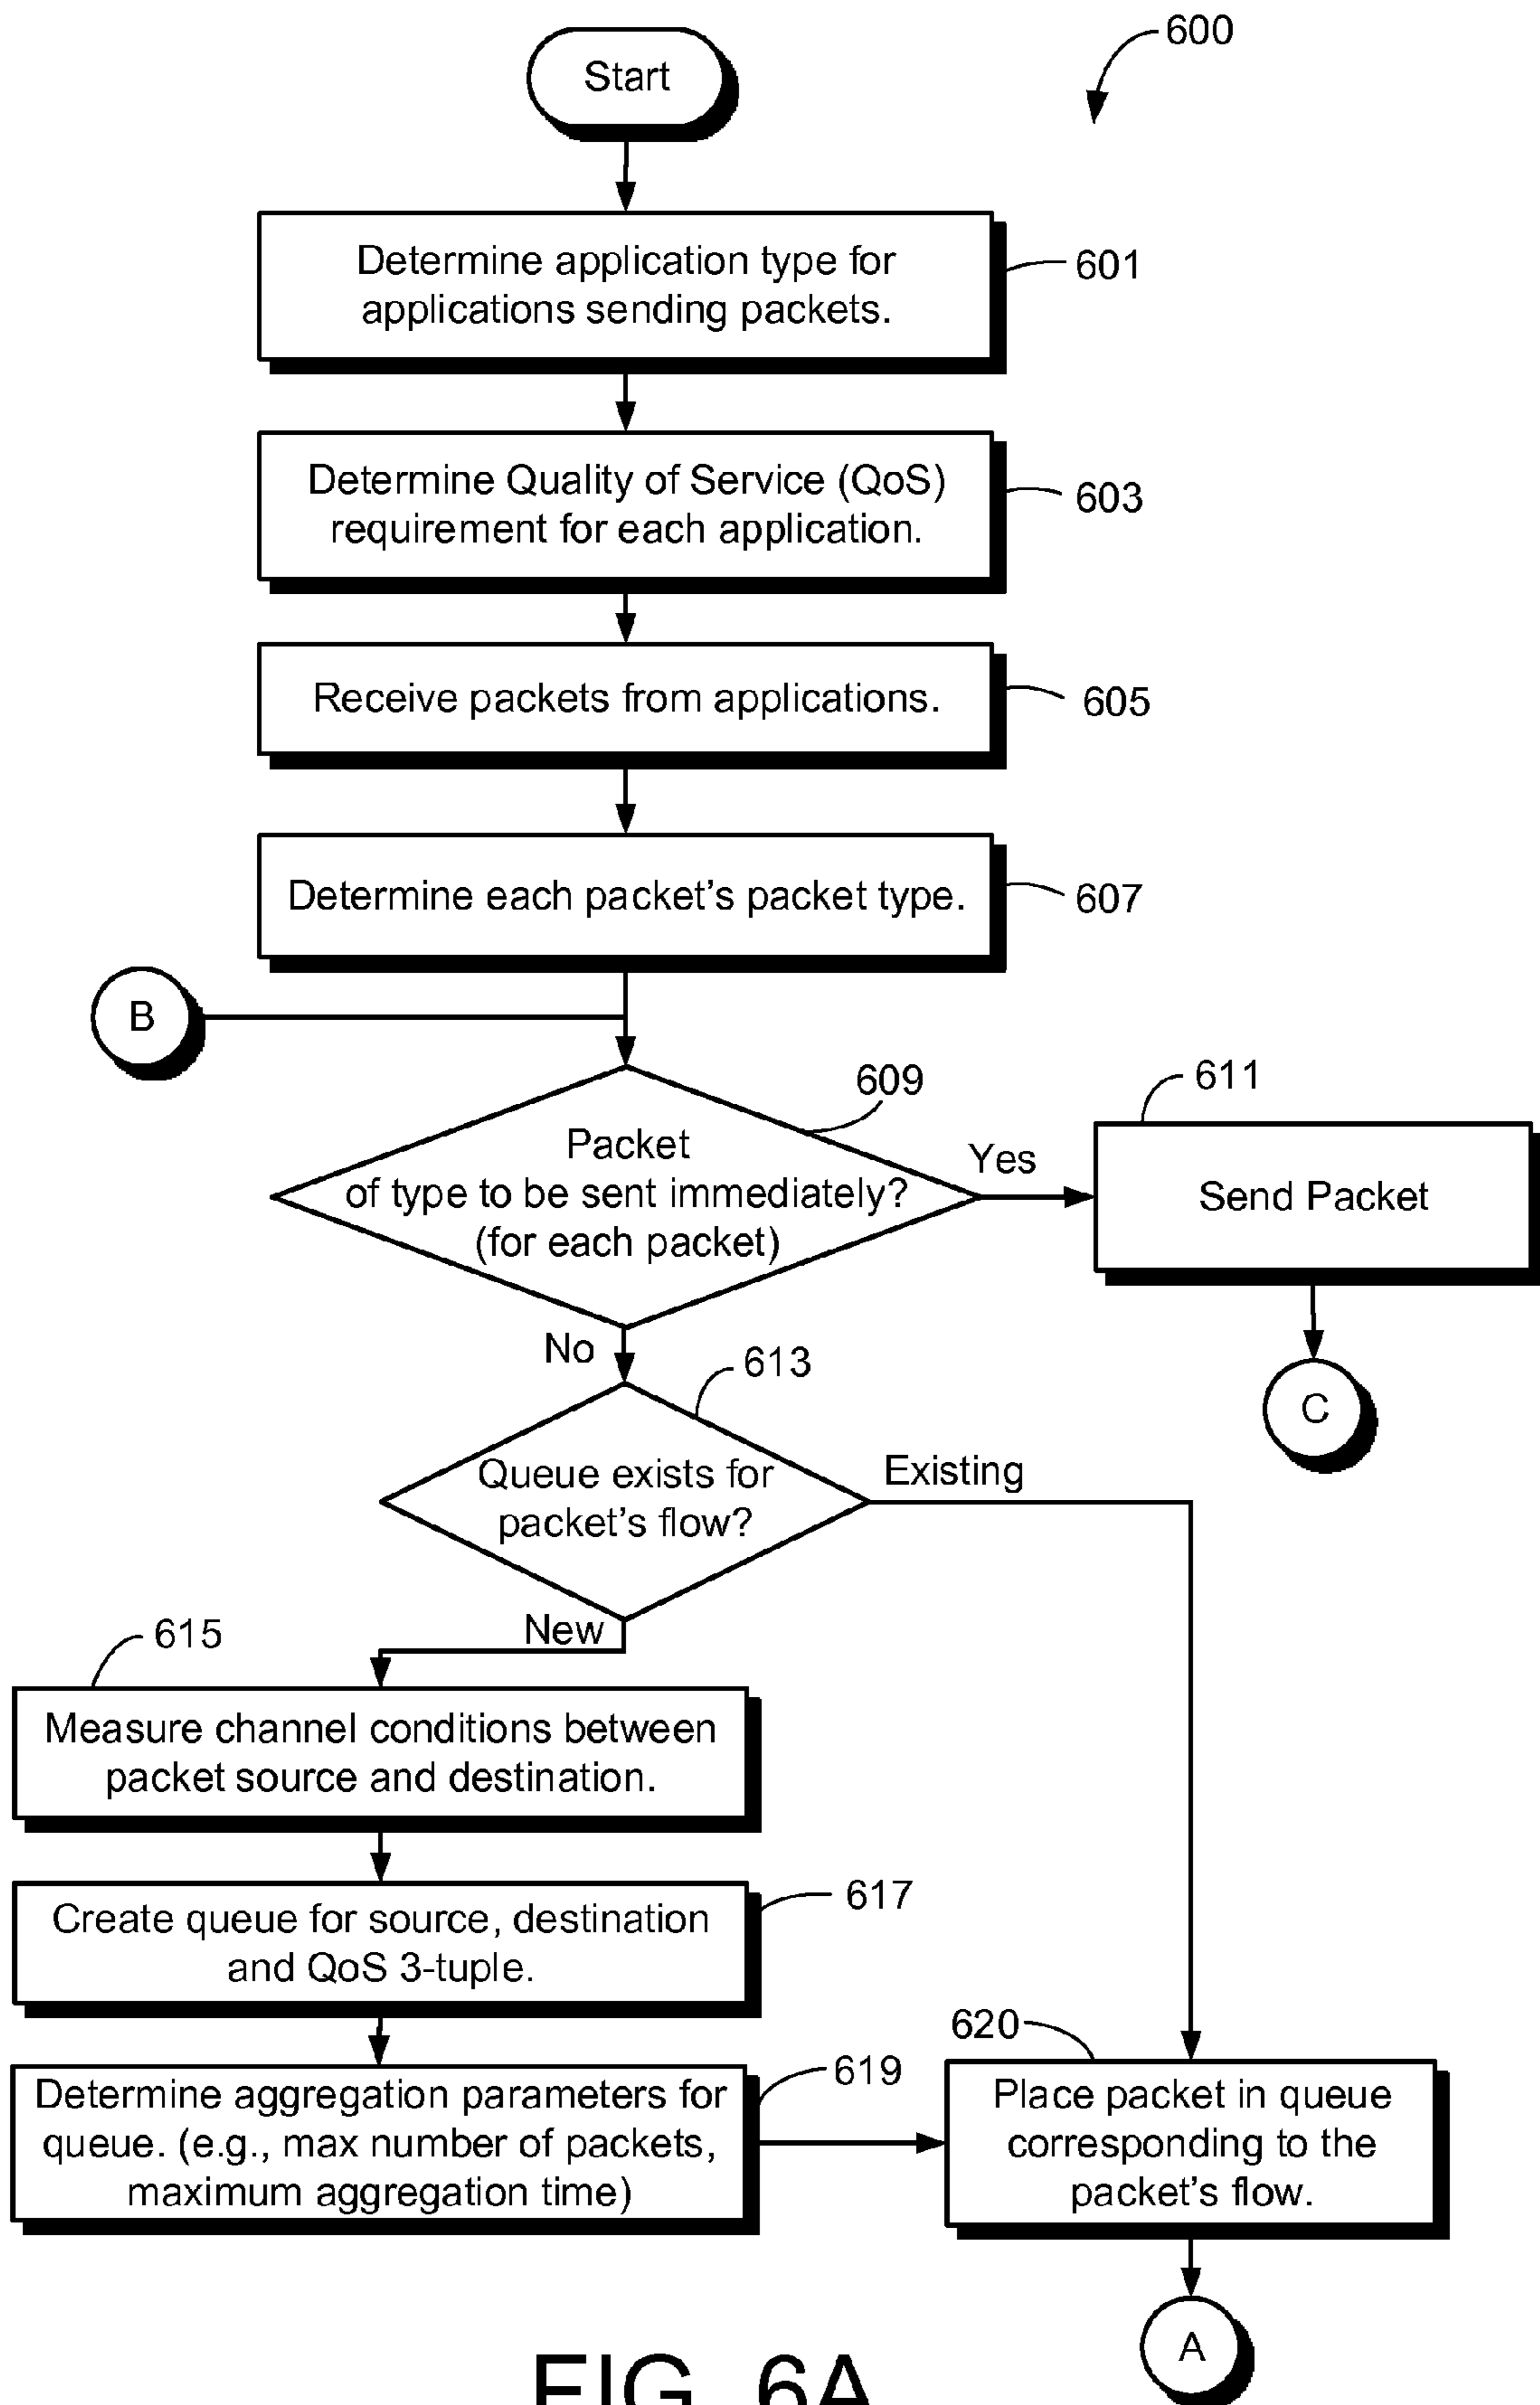 600
Start
Determine application type for
applications sending packets.
601
Determine Quality of Service (QoS)
requirement for each application.
603
Receive packets from applications.
605
Determine each packet's packet type.
607
B
609
Packet
of type to be sent immediately?
(for each packet)
Yes
611
Send Packet
C
No
613
Queue exists for
packet's flow?
Existing
New
615
Measure channel conditions between
packet source and destination.
617
Create queue for source, destination
and QoS 3-tuple.
619
Determine aggregation parameters for
queue. (e.g., max number of packets,
maximum aggregation time)
620
Place packet in queue
corresponding to the
packet's flow.
A
FIG. 6A